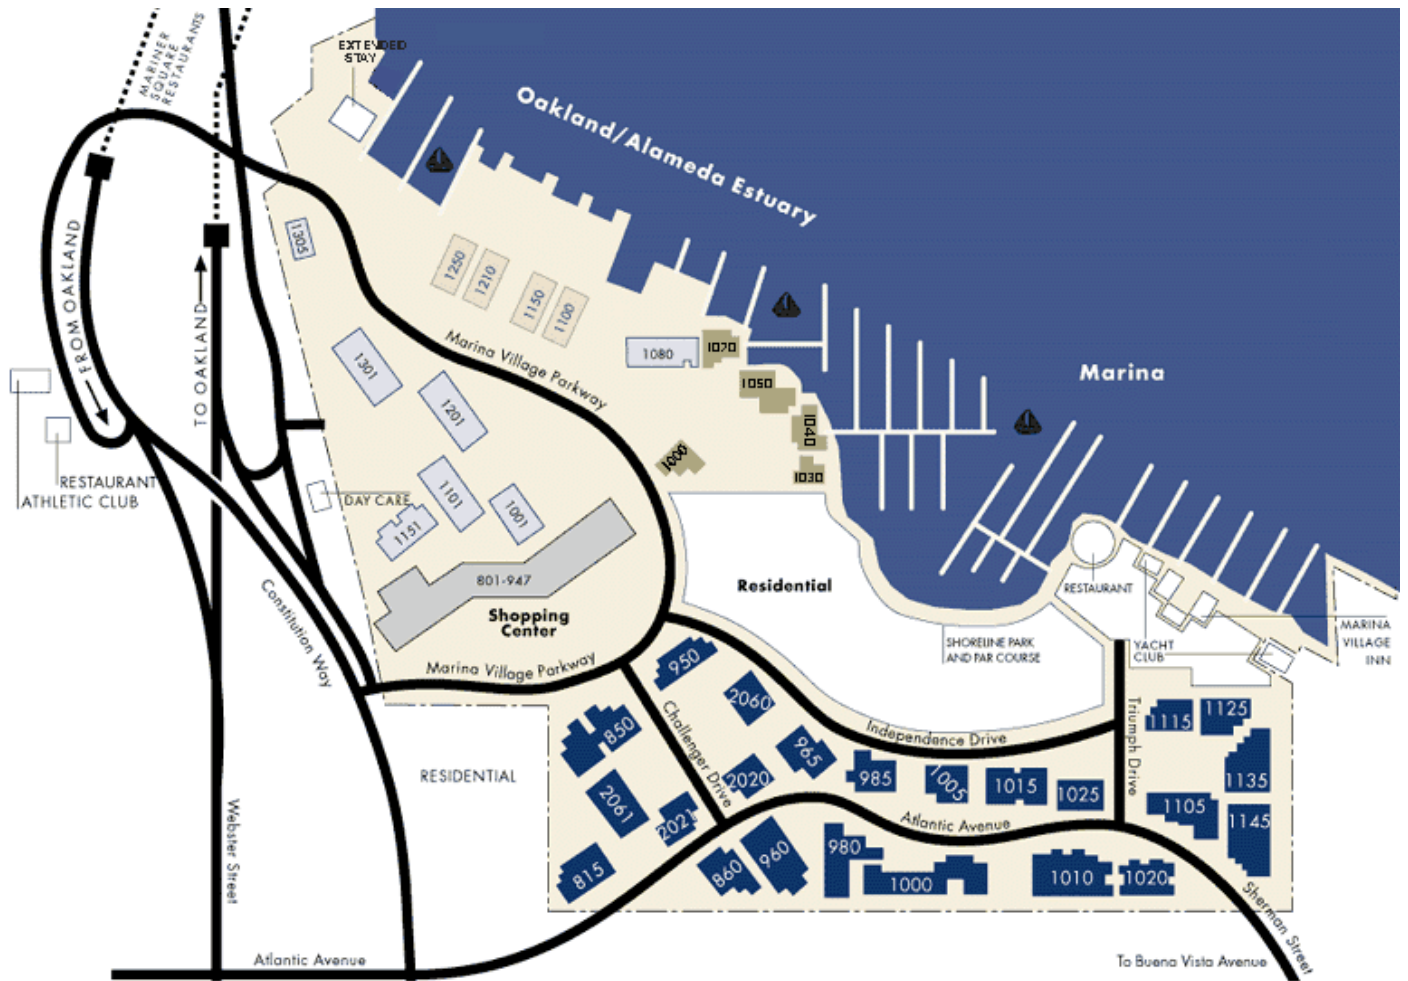 MARINER
SQUARE
RESTAURANTS
EXTENDED
STAY
Oakland/Alameda Estuary
FROM OAKLAND
TO OAKLAND
1305
1250
1210
1150
1100
Marina Village Parkway
1301
1201
1080
1070
1050
1040
1030
1000
Marina
RESTAURANT
ATHLETIC CLUB
DAY CARE
1101
1001
1151
801-947
Shopping
Center
Residential
RESTAURANT
SHORELINE PARK
AND PAR COURSE
YACHT
CLUB
MARINA
VILLAGE
INN
Constitution Way
Marina Village Parkway
950
2060
850
Challenger Drive
965
Independence Drive
Triumph Drive
1115
1125
RESIDENTIAL
2061
2020
985
1005
1015
1025
1135
1105
1145
2021
Atlantic Avenue
815
860
960
980
1000
1010
1020
Webster Street
Sherman Street
Atlantic Avenue
To Buena Vista Avenue